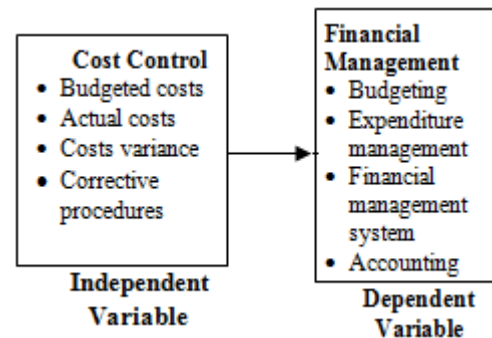 Cost Control
• Budgeted costs
• Actual costs
• Costs variance
• Corrective
procedures
Independent
Variable
Financial
Management
• Budgeting
• Expenditure
management
• Financial
management
system
• Accounting
Dependent
Variable